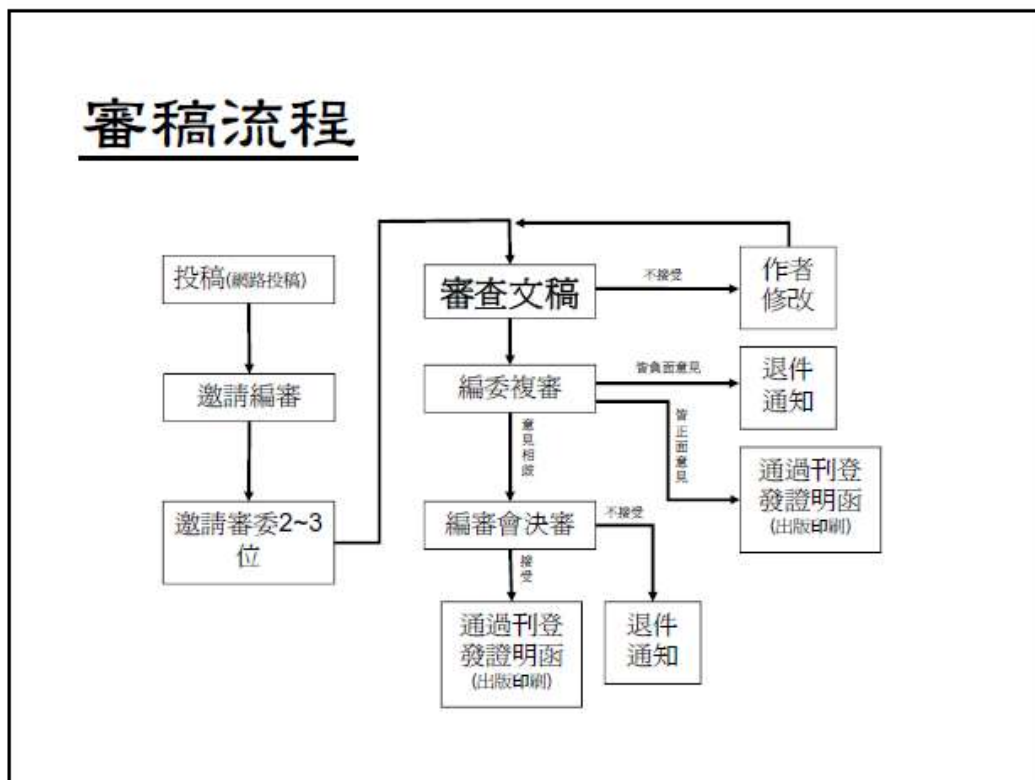 審稿流程
投稿(網路投稿)
邀請編審
邀請審委2~3
位
審查文稿
不接受
作者
修改
編委複審
皆負面意見
退件
通知
皆正面意見
通過刊登
發證明函
(出版印刷)
意見相歧
編審會決審
不接受
退件
通知
接受
通過刊登
發證明函
(出版印刷)